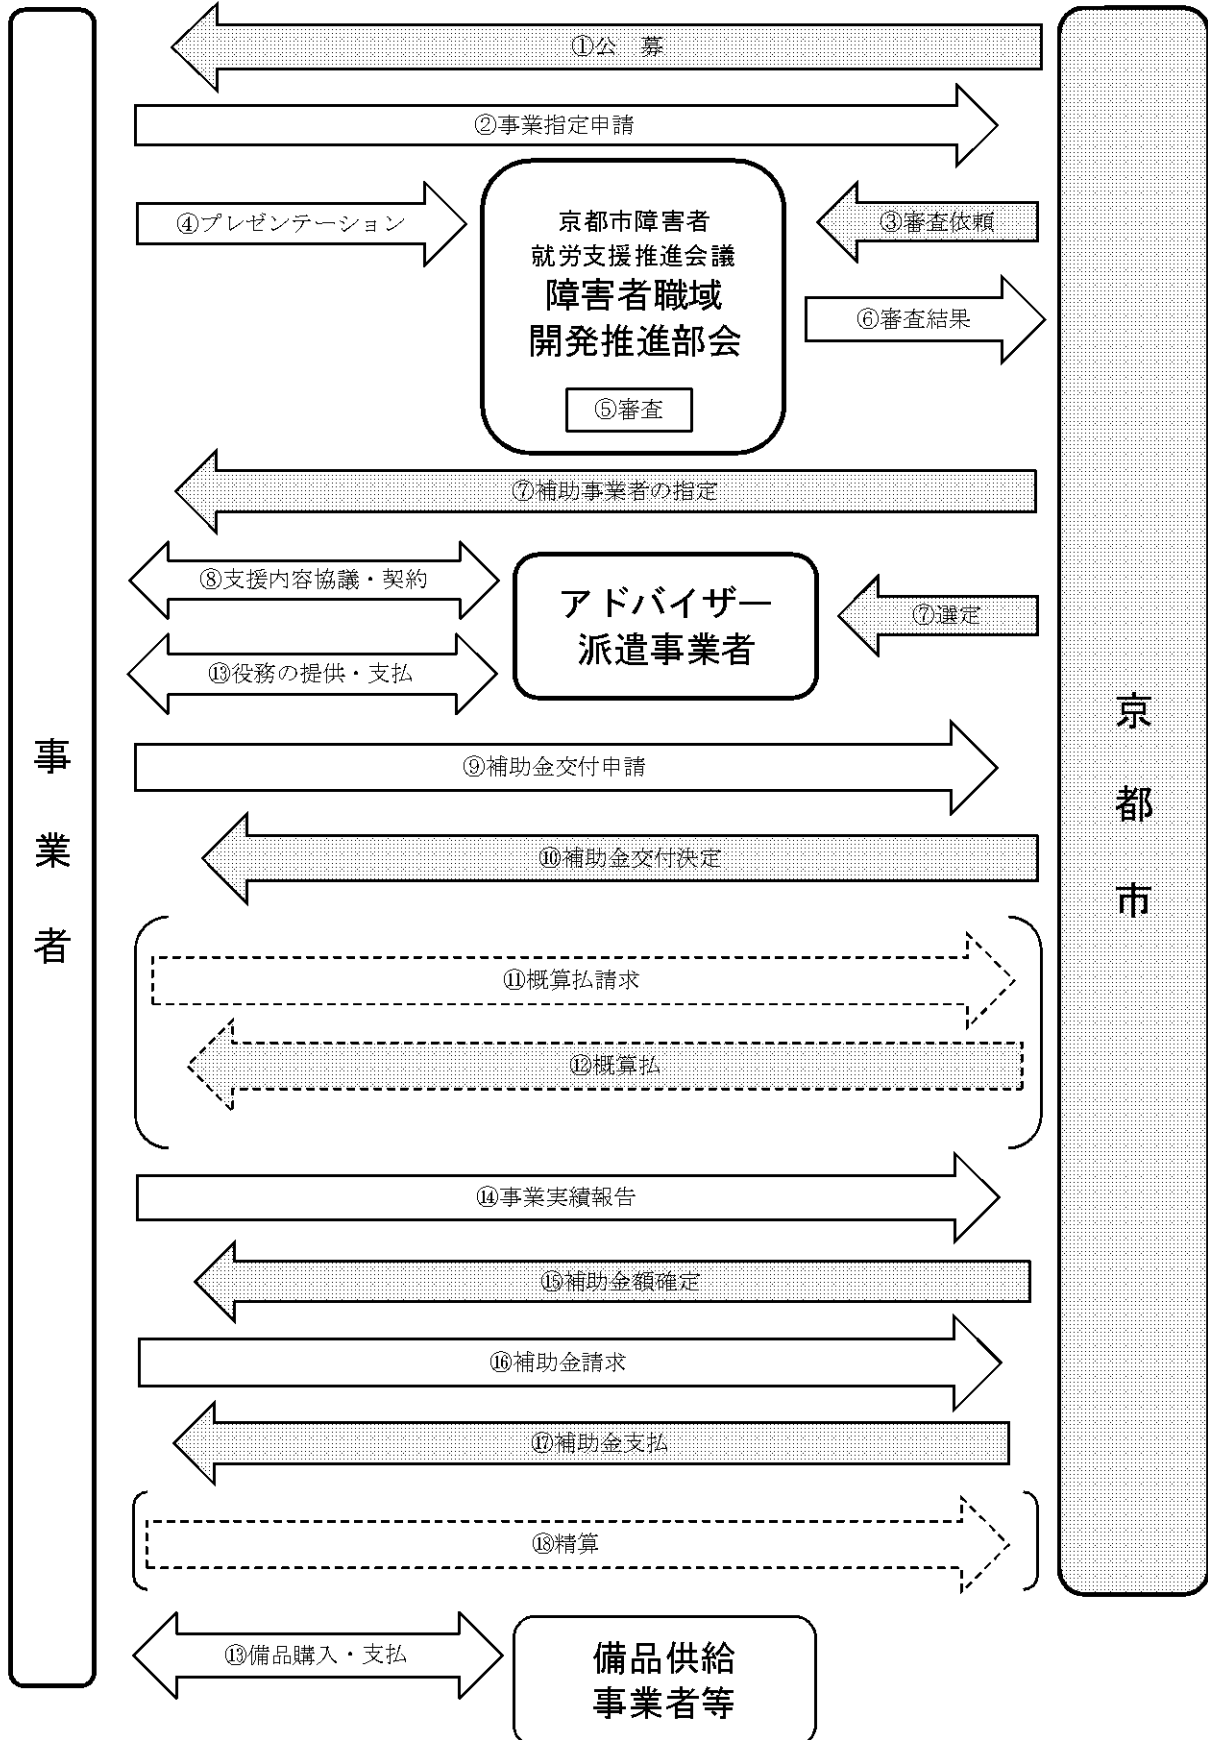 ①公　募
②事業指定申請
④プレゼンテーション
京都市障害者
就労支援推進会議
障害者職域
開発推進部会
⑤審査
③審査依頼
⑥審査結果
⑦補助事業者の指定
⑧支援内容協議・契約
アドバイザー
派遣事業者
⑦選定
⑬役務の提供・支払
⑨補助金交付申請
⑩補助金交付決定
⑪概算払請求
⑫概算払
⑭事業実績報告
⑮補助金額確定
⑯補助金請求
⑰補助金支払
⑱精算
⑬備品購入・支払
備品供給
事業者等
事業者
京都市